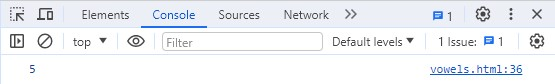 Elements Console Sources Network 1
top Filter Default levels 1 Issue: 1
5 vowels.html:36